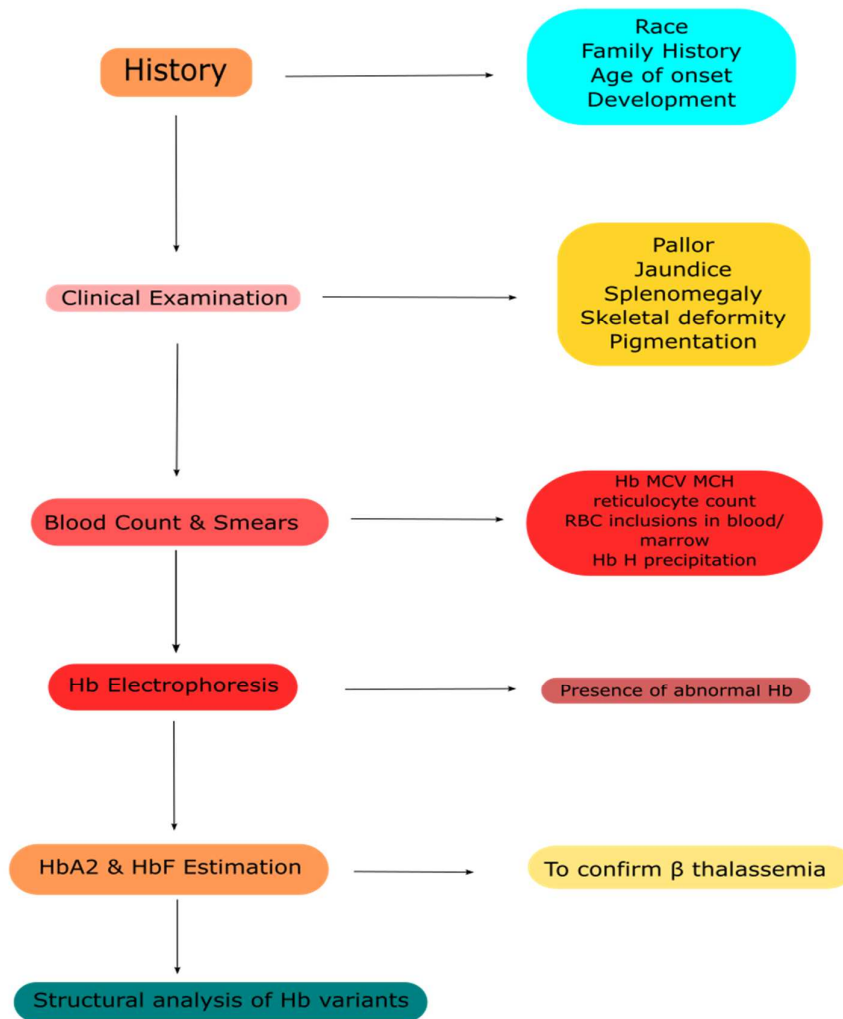 History
Race
Family History
Age of onset
Development
Clinical Examination
Pallor
Jaundice
Splenomegaly
Skeletal deformity
Pigmentation
Blood Count & Smears
Hb MCV MCH
reticulocyte count
RBC inclusions in blood/
marrow
Hb H precipitation
Hb Electrophoresis
Presence of abnormal Hb
HbA2 & HbF Estimation
To confirm β thalassemia
Structural analysis of Hb variants